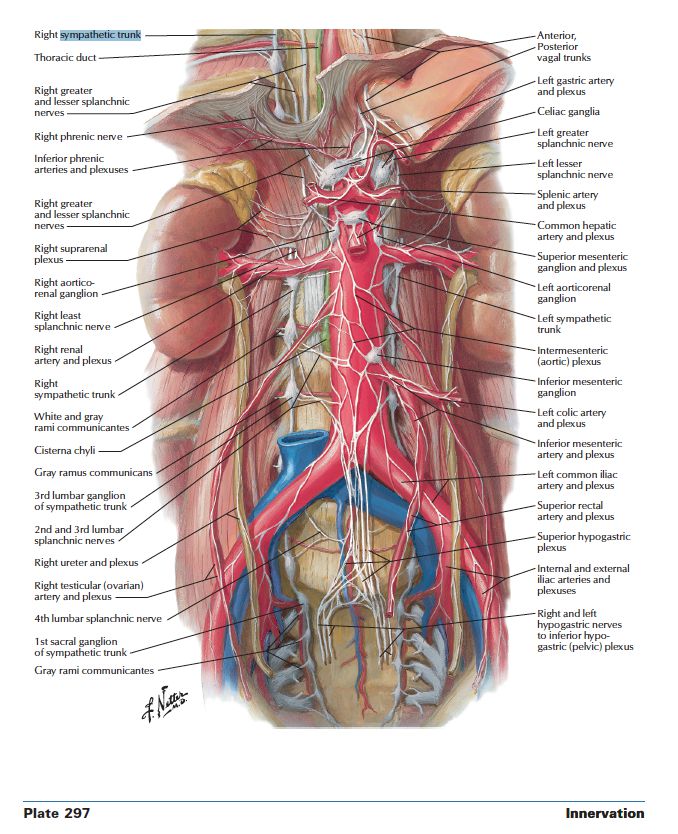 Right sympathetic trunk
Thoracic duct
Right greater
and lesser splanchnic
nerves
Right phrenic nerve
Inferior phrenic
arteries and plexuses
Right greater
and lesser splanchnic
nerves
Right suprarenal
plexus
Right aortico-
renal ganglion
Right least
splanchnic nerve
Right renal
artery and plexus
Right
sympathetic trunk
White and gray
rami communicantes
Cisterna chyli
Gray ramus communicans
3rd lumbar ganglion
of sympathetic trunk
2nd and 3rd lumbar
splanchnic nerves
Right ureter and plexus
Right testicular (ovarian)
artery and plexus
4th lumbar splanchnic nerve
1st sacral ganglion
of sympathetic trunk
Gray rami communicantes
Anterior,
Posterior
vagal trunks
Left gastric artery
and plexus
Celiac ganglia
Left greater
splanchnic nerve
Left lesser
splanchnic nerve
Splenic artery
and plexus
Common hepatic
artery and plexus
Superior mesenteric
ganglion and plexus
Left aorticorenal
ganglion
Left sympathetic
trunk
Intermesenteric
(aortic) plexus
Inferior mesenteric
ganglion
Left colic artery
and plexus
Inferior mesenteric
artery and plexus
Left common iliac
artery and plexus
Superior rectal
artery and plexus
Superior hypogastric
plexus
Internal and external
iliac arteries and
plexuses
Right and left
hypogastric nerves
to inferior hypo-
gastric (pelvic) plexus
F. Netter
M.D.
Plate 297
Innervation